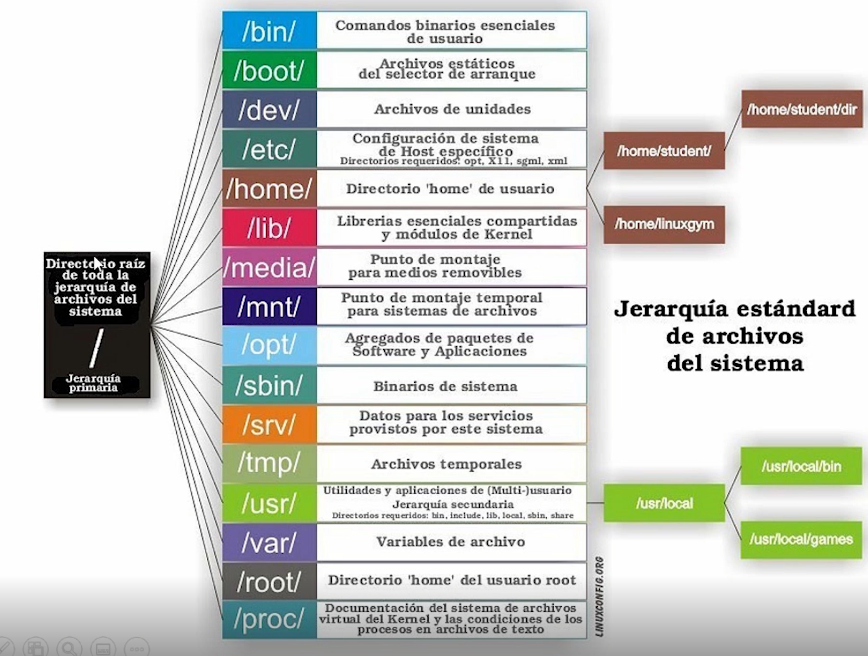 Directorio raíz
de toda la
jerarquía de
archivos del
sistema
/
Jerarquía
primaria
/bin/
Comandos binarios esenciales
de usuario
/boot/
Archivos estáticos
del selector de arranque
/dev/
Archivos de unidades
/etc/
Configuración de sistema
de Host específico
Directorios requeridos: opt, X11, sgml, xml
/home/
Directorio 'home' de usuario
/lib/
Librerias esenciales compartidas
y módulos de Kernel
/media/
Punto de montaje
para medios removibles
/mnt/
Punto de montaje temporal
para sistemas de archivos
/opt/
Agregados de paquetes de
Software y Aplicaciones
/sbin/
Binarios de sistema
/srv/
Datos para los servicios
provistos por este sistema
/tmp/
Archivos temporales
/usr/
Utilidades y aplicaciones de (Multi-)usuario
Jerarquía secundaria
Directorios requeridos: bin, include, lib, local, sbin, share
/var/
Variables de archivo
/root/
Directorio 'home' del usuario root
/proc/
Documentación del sistema de archivos
virtual del Kernel y las condiciones de los
procesos en archivos de texto
/home/student/
/home/student/dir
/home/linuxgym
Jerarquía estándard
de archivos
del sistema
/usr/local
/usr/local/bin
/usr/local/games
LINUXCONFIG.ORG